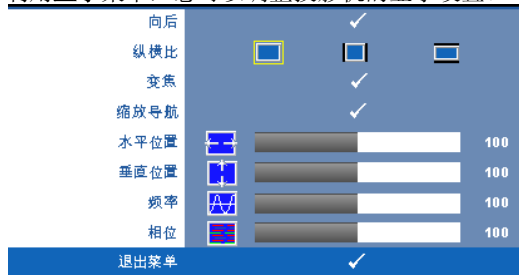 向后
纵横比
变焦
缩放导航
水平位置 100
垂直位置 100
频率 100
相位 100
退出菜单